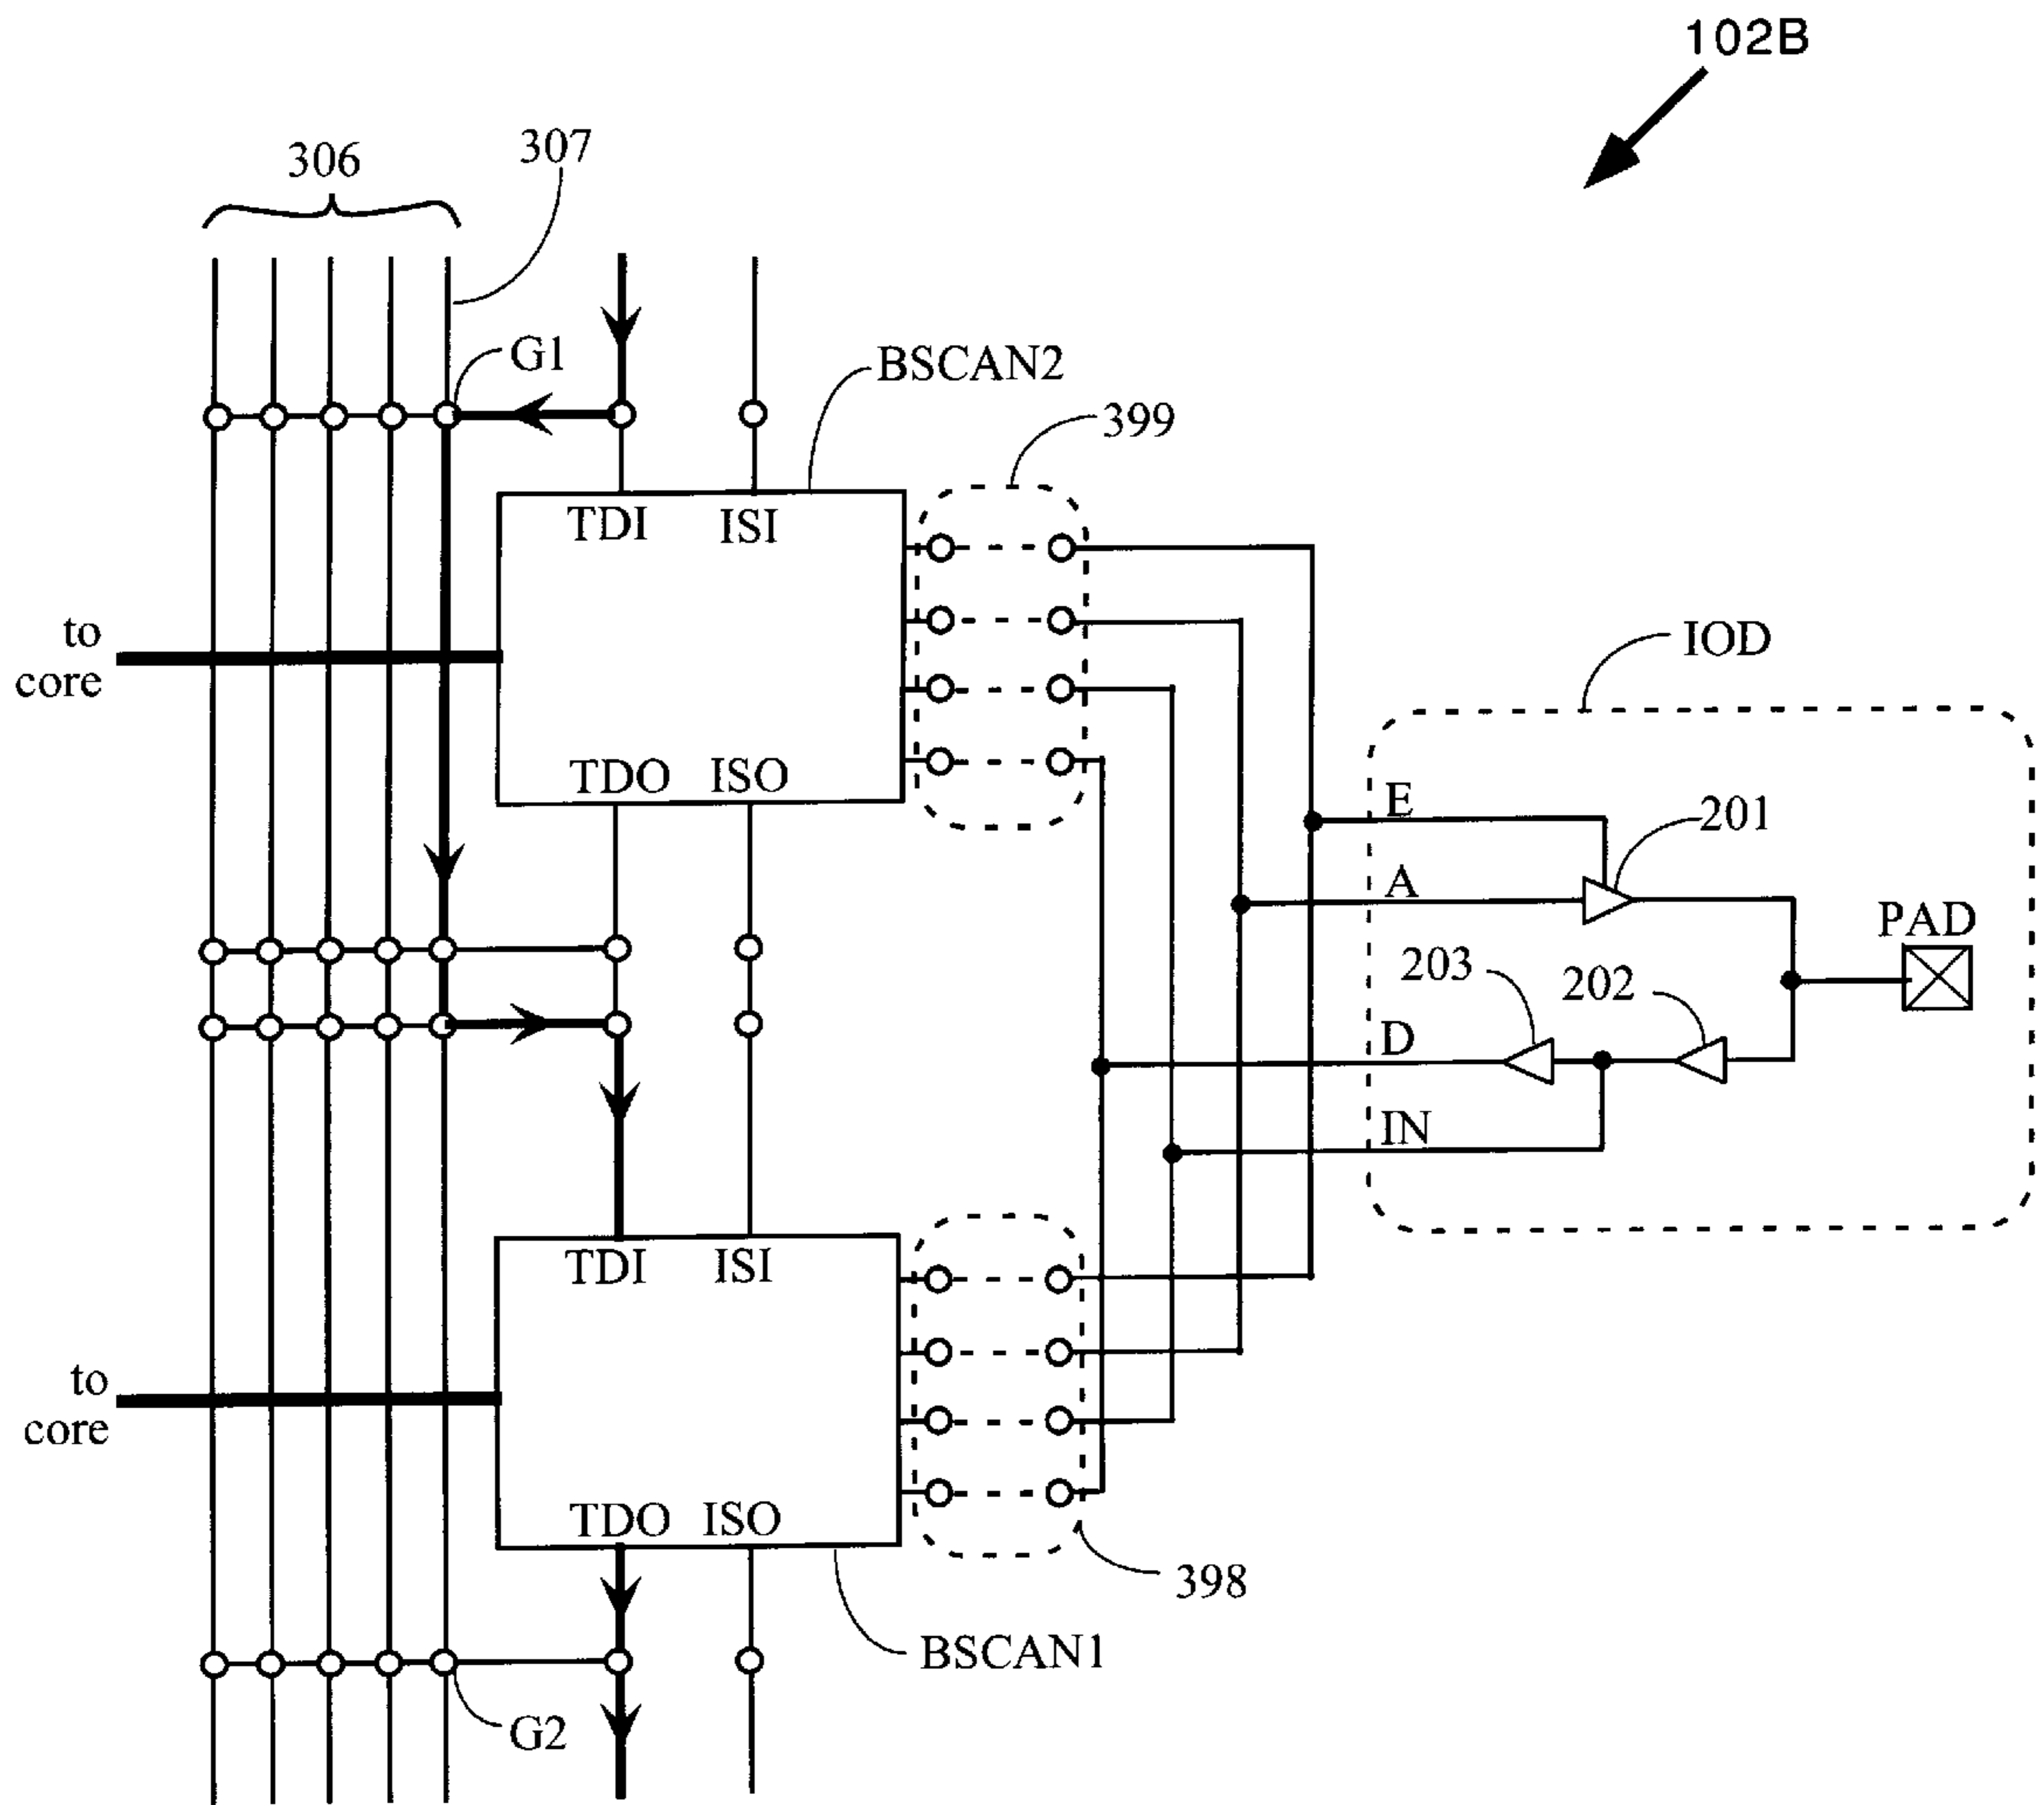 102B
306
307
G1
BSCAN2
399
TDI ISI
to
core
IOD
TDO ISO
E
201
A
PAD
203
202
D
IN
TDI ISI
to
core
TDO ISO
398
BSCAN1
G2